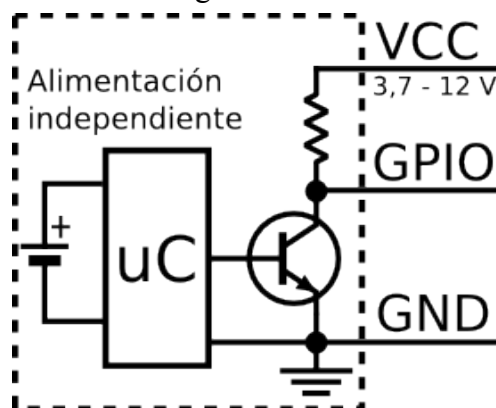 VCC
3,7 - 12 V
Alimentación
independiente
GPIO
+
uC
GND